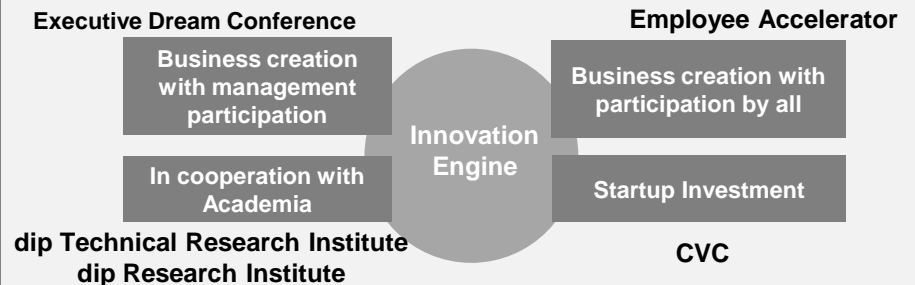 Executive Dream Conference
Employee Accelerator
Business creation
with management
participation
Business creation with
participation by all
Innovation
Engine
In cooperation with
Academia
Startup Investment
dip Technical Research Institute
dip Research Institute
CVC